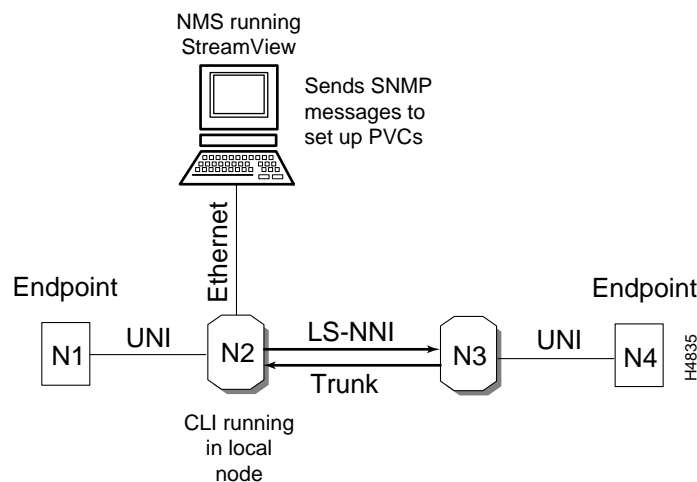 NMS running
StreamView
Sends SNMP
messages to
set up PVCs
Ethernet
Endpoint
Endpoint
N1
UNI
N2
LS-NNI
Trunk
N3
UNI
N4
H4835
CLI running
in local
node